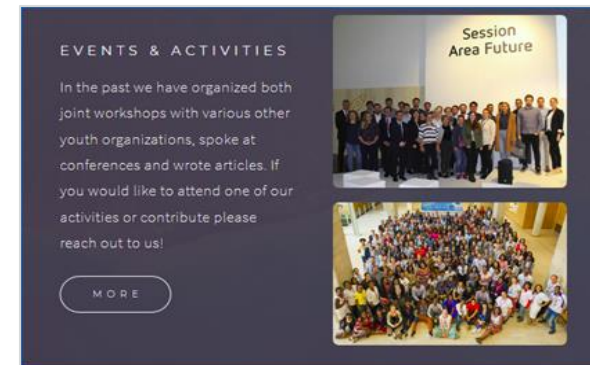 EVENTS & ACTIVITIES
In the past we have organized both
joint workshops with various other
youth organizations, spoke at
conferences and wrote articles. If
you would like to attend one of our
activities or contribute please
reach out to us!
MORE
Session
Area Future